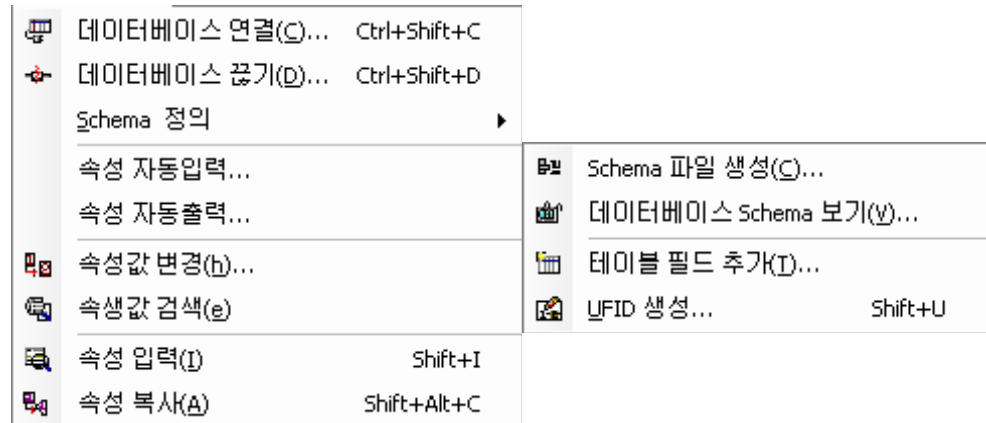 데이터베이스 연결(C)... Ctrl+Shift+C
데이터베이스 끊기(D)... Ctrl+Shift+D
Schema 정의
속성 자동입력...
속성 자동출력...
속성값 변경(h)...
속생값 검색(e)
속성 입력(I) Shift+I
속성 복사(A) Shift+Alt+C
Schema 파일 생성(C)...
데이터베이스 Schema 보기(V)...
테이블 필드 추가(T)...
UFID 생성... Shift+U